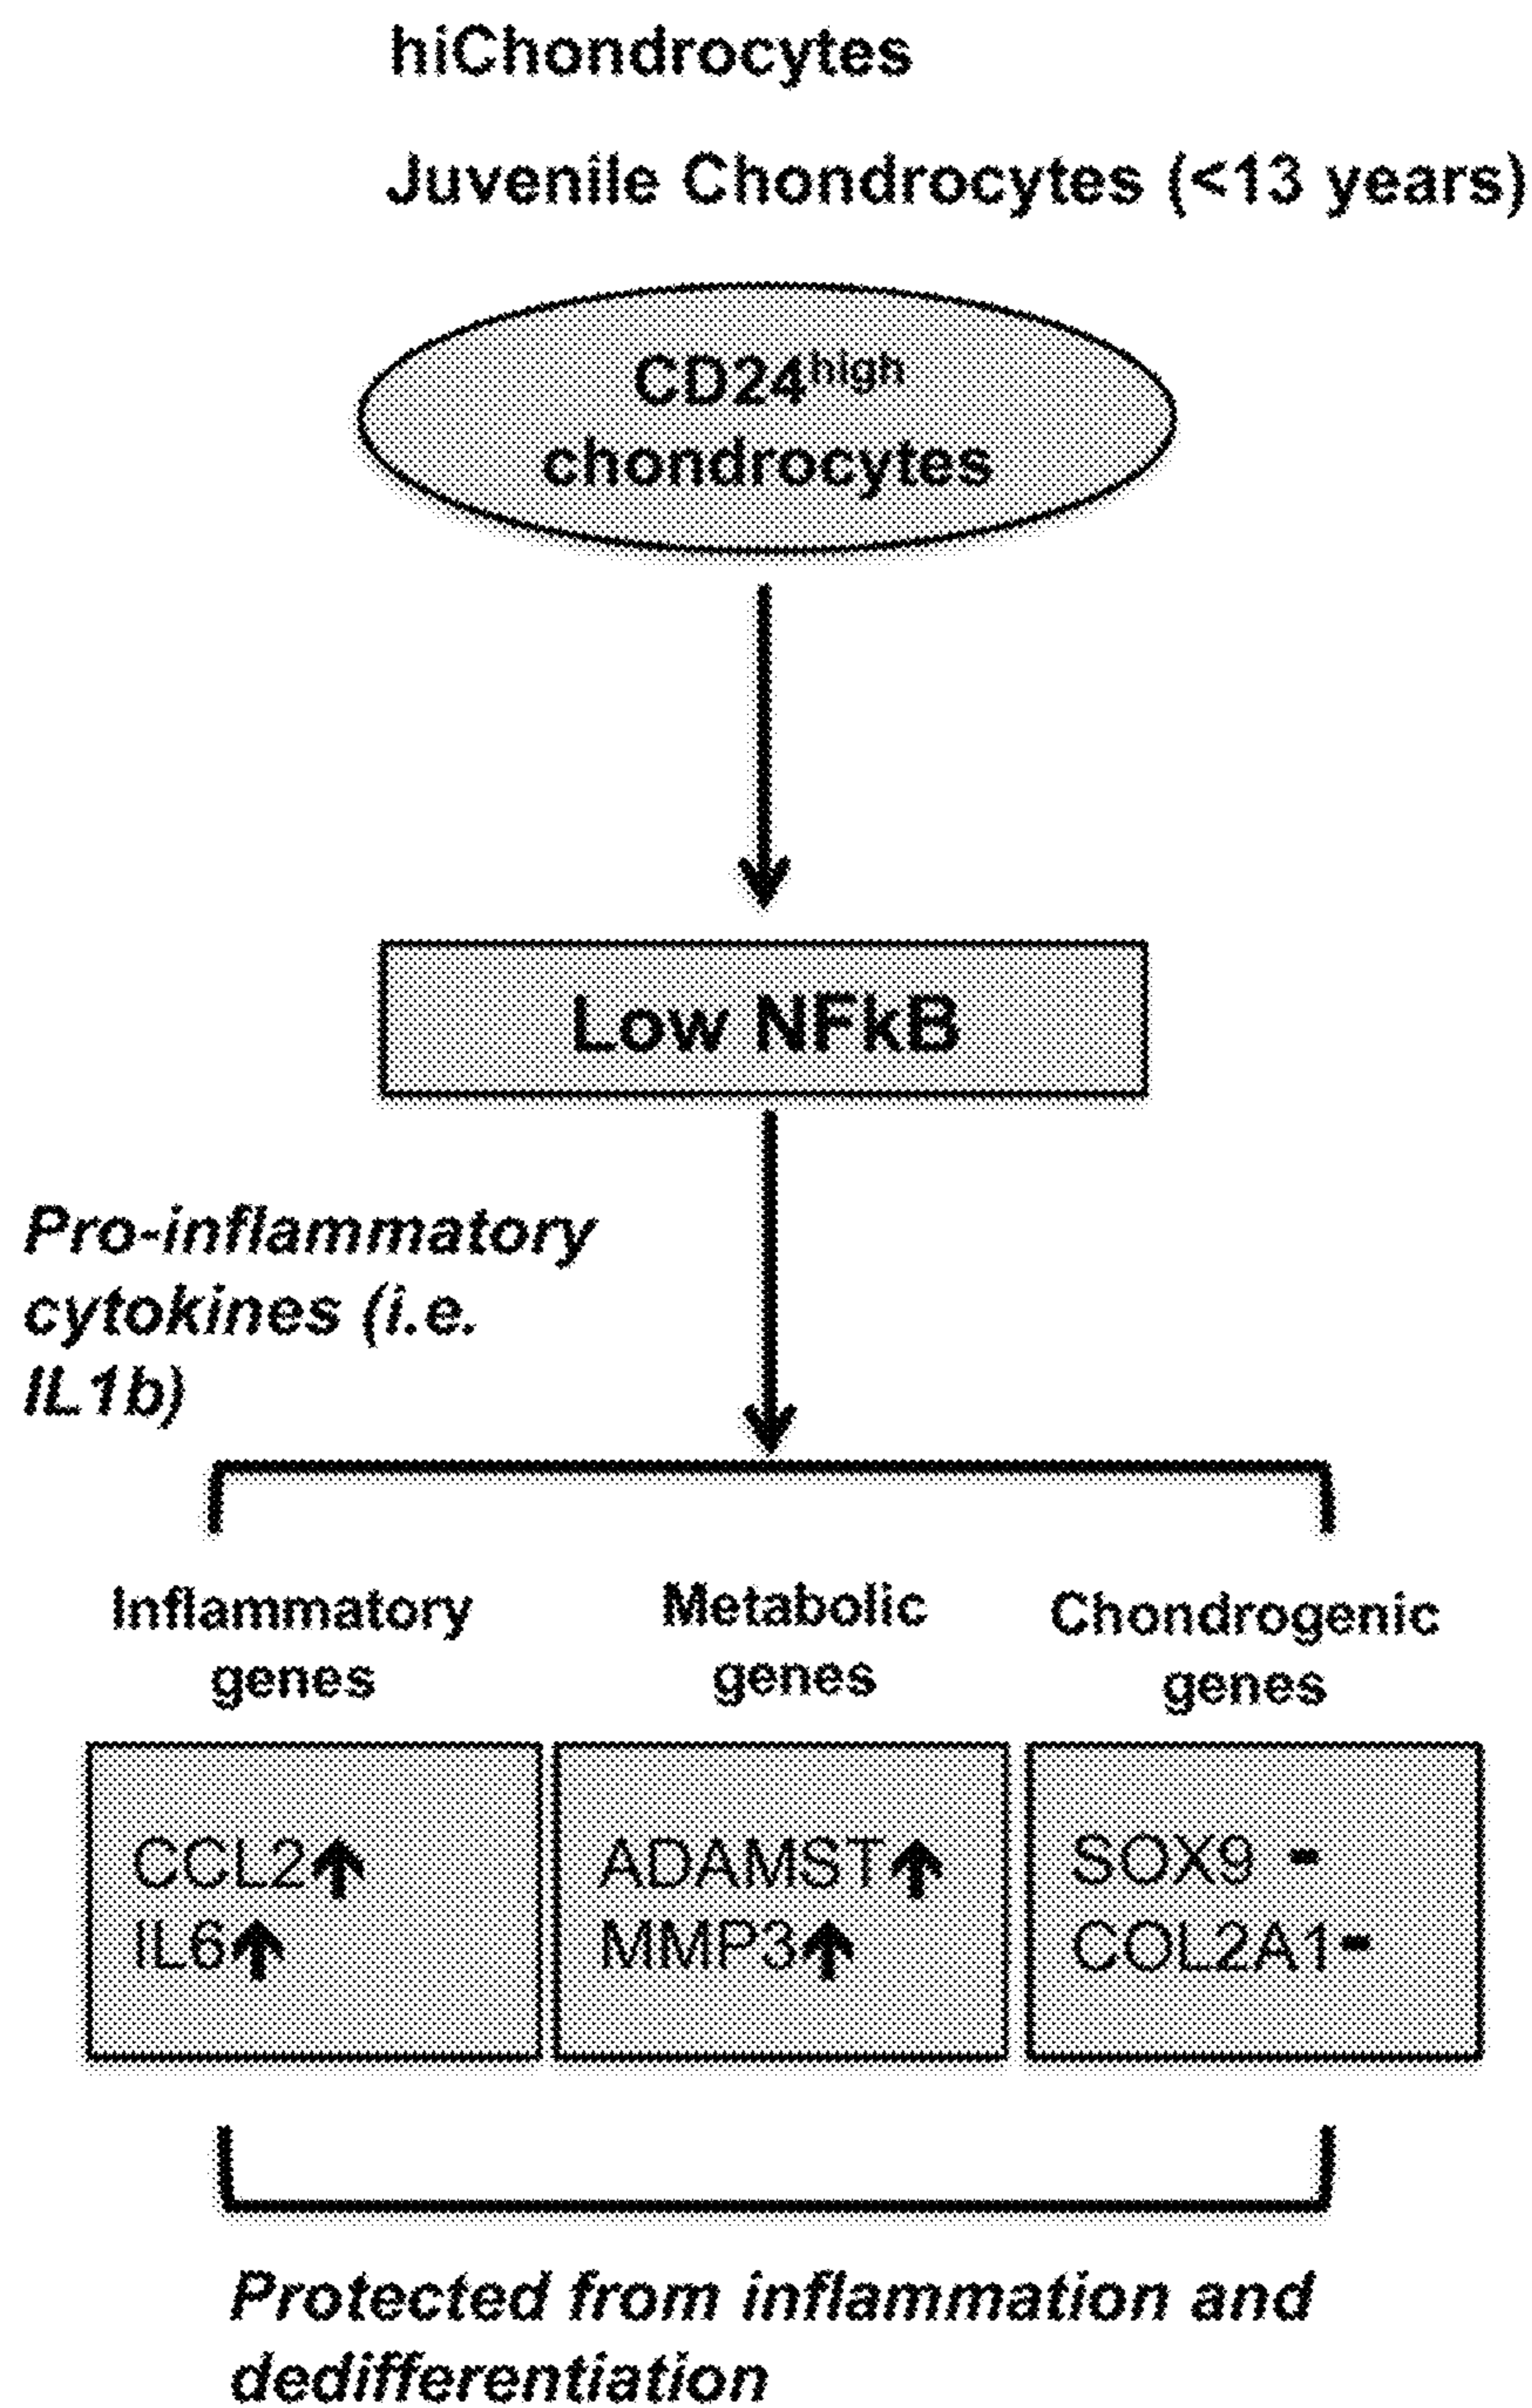 hiChondrocytes
Juvenile Chondrocytes (<13 years)
CD24high
chondrocytes
Low NFkB
Pro-inflammatory
cytokines (i.e.
IL1b)
Inflammatory
genes
Metabolic
genes
Chondrogenic
genes
CCL2↑
IL6↑
ADAMST↑
MMP3↑
SOX9 -
COL2A1-
Protected from inflammation and
dedifferentiation